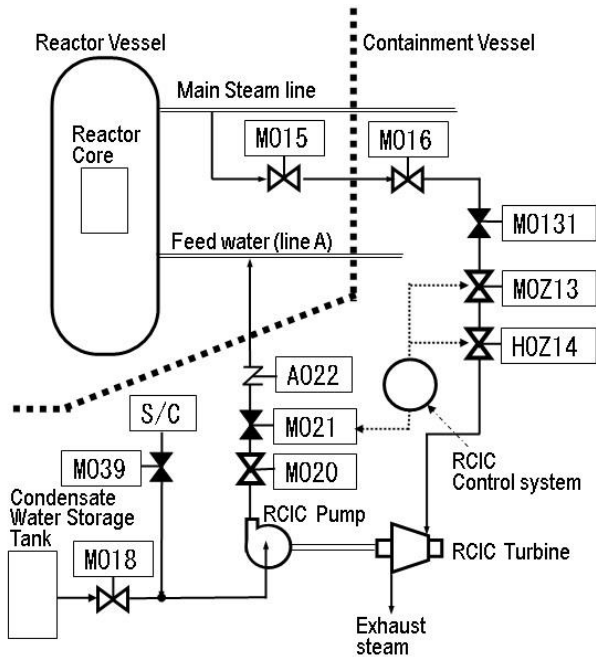 Reactor Vessel
Containment Vessel
Main Steam line
MO15
MO16
Reactor
Core
MO131
Feed water (line A)
MOZ13
HOZ14
AO22
S/C
MO21
RCIC
Control system
MO39
MO20
Condensate
Water Storage
Tank
RCIC Pump
MO18
RCIC Turbine
Exhaust
steam